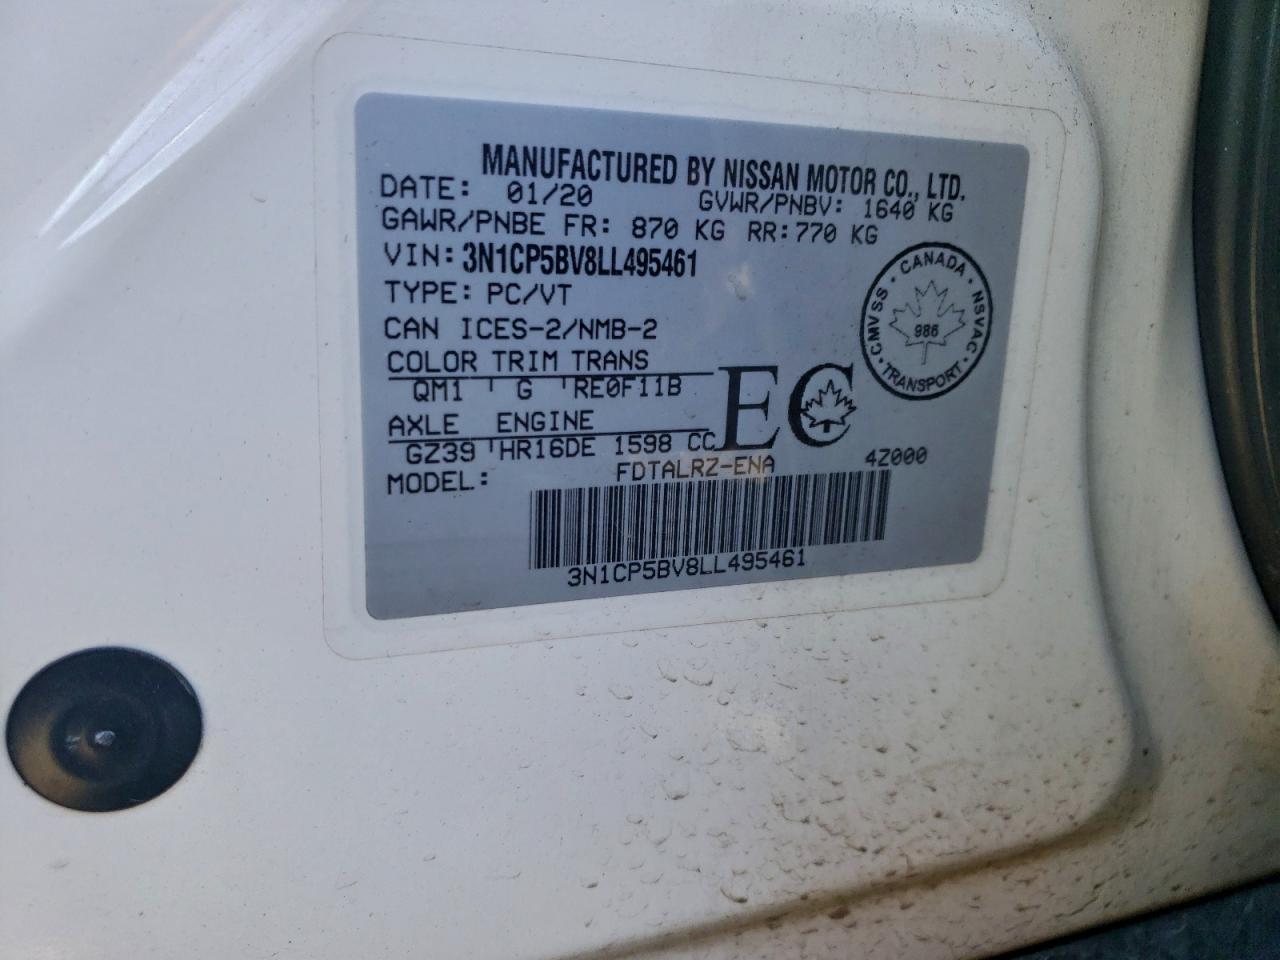 MANUFACTURED BY NISSAN MOTOR CO., LTD.
DATE: 01/20 GVWR/PNBV: 1640 KG
GAWR/PNBE FR: 870 KG RR: 770 KG
VIN: 3N1CP5BV8LL495461
TYPE: PC/VT
CAN ICES-2/NMB-2
COLOR TRIM TRANS
QM1 G RE0F11B
AXLE ENGINE
GZ39 HR16DE 1598 CC
EC
MODEL: FDTALRZ-ENA 4Z000
3N1CP5BV8LL495461
CANADA
CMVSS · NSVAC
986
TRANSPORT